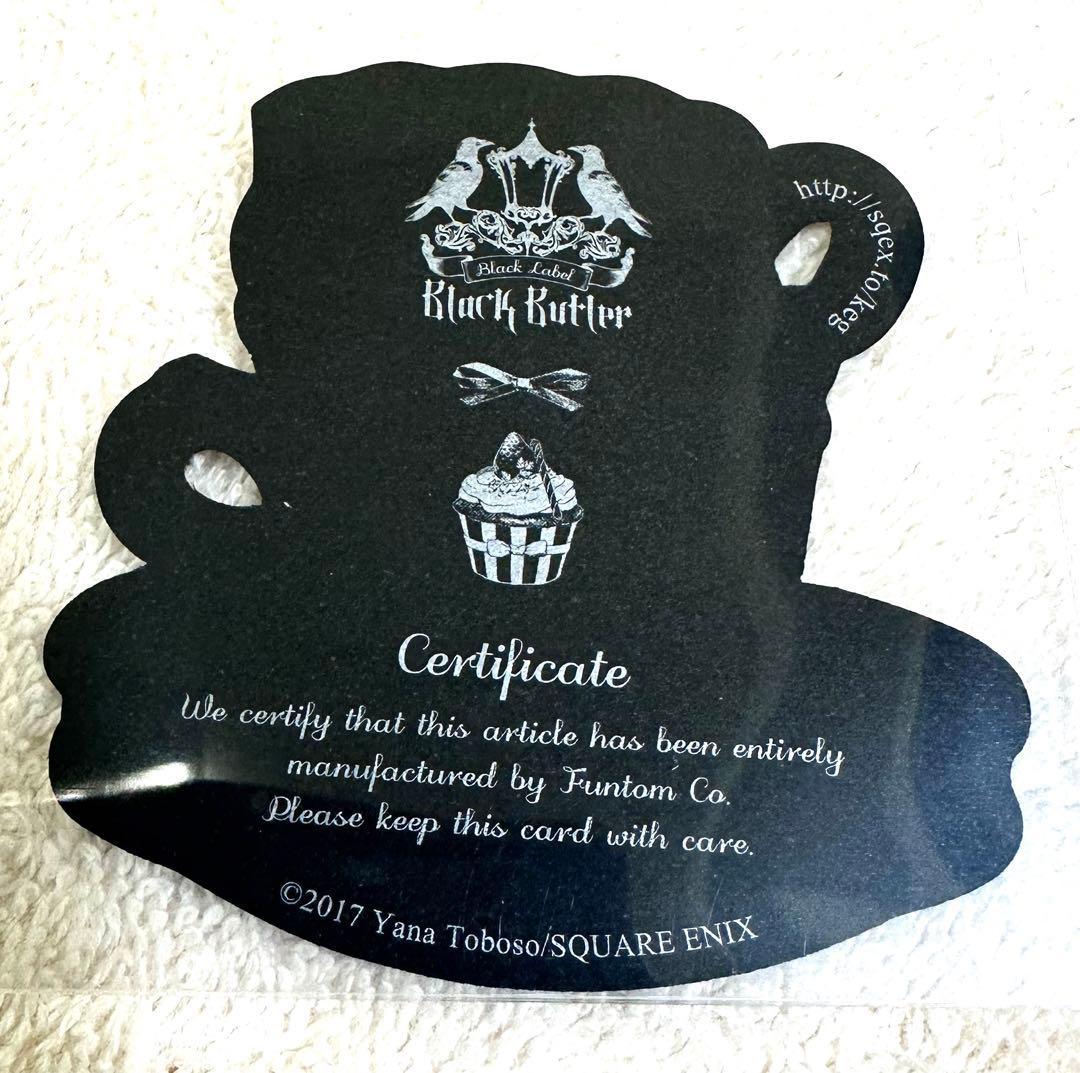 Black Label
Black Butler
http://sqex.to/keg
Certificate
We certify that this article has been entirely
manufactured by Funtom Co.
Please keep this card with care.
©2017 Yana Toboso/SQUARE ENIX